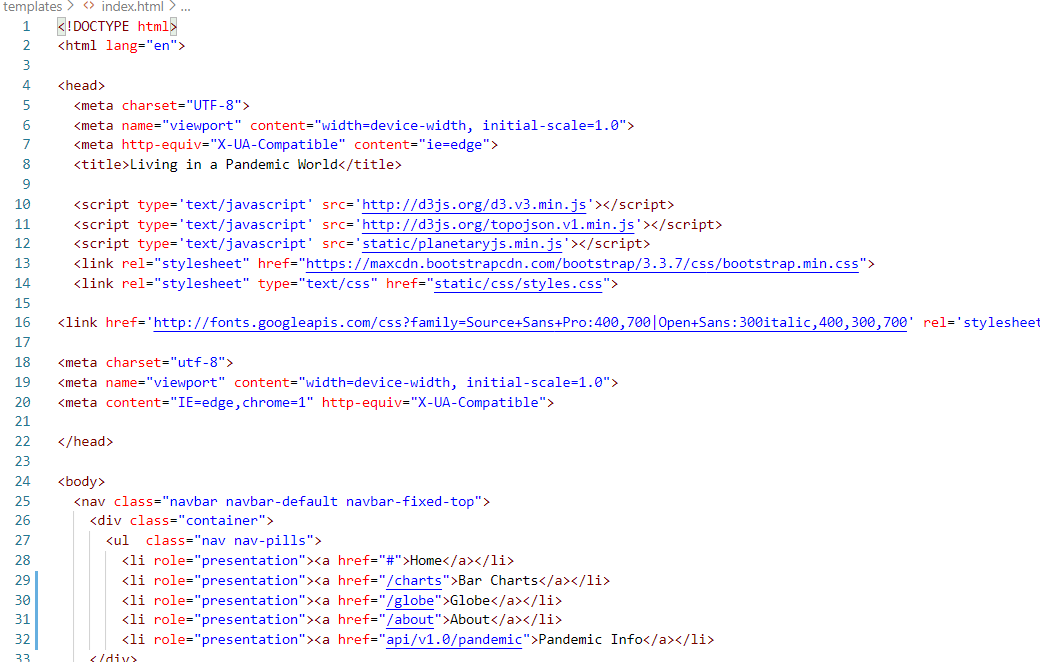 templates > <> index.html > ...
1 <!DOCTYPE html>
2 <html lang="en">
3
4 <head>
5   <meta charset="UTF-8">
6   <meta name="viewport" content="width=device-width, initial-scale=1.0">
7   <meta http-equiv="X-UA-Compatible" content="ie=edge">
8   <title>Living in a Pandemic World</title>
9
10   <script type='text/javascript' src='http://d3js.org/d3.v3.min.js'></script>
11   <script type='text/javascript' src='http://d3js.org/topojson.v1.min.js'></script>
12   <script type='text/javascript' src='static/planetaryjs.min.js'></script>
13   <link rel="stylesheet" href="https://maxcdn.bootstrapcdn.com/bootstrap/3.3.7/css/bootstrap.min.css">
14   <link rel="stylesheet" type="text/css" href="static/css/styles.css">
15
16 <link href='http://fonts.googleapis.com/css?family=Source+Sans+Pro:400,700|Open+Sans:300italic,400,300,700' rel='stylesheet
17
18 <meta charset="utf-8">
19 <meta name="viewport" content="width=device-width, initial-scale=1.0">
20 <meta content="IE=edge,chrome=1" http-equiv="X-UA-Compatible">
21
22 </head>
23
24 <body>
25   <nav class="navbar navbar-default navbar-fixed-top">
26     <div class="container">
27       <ul  class="nav nav-pills">
28         <li role="presentation"><a href="#">Home</a></li>
29         <li role="presentation"><a href="/charts">Bar Charts</a></li>
30         <li role="presentation"><a href="/globe">Globe</a></li>
31         <li role="presentation"><a href="/about">About</a></li>
32         <li role="presentation"><a href="api/v1.0/pandemic">Pandemic Info</a></li>
33     </div>